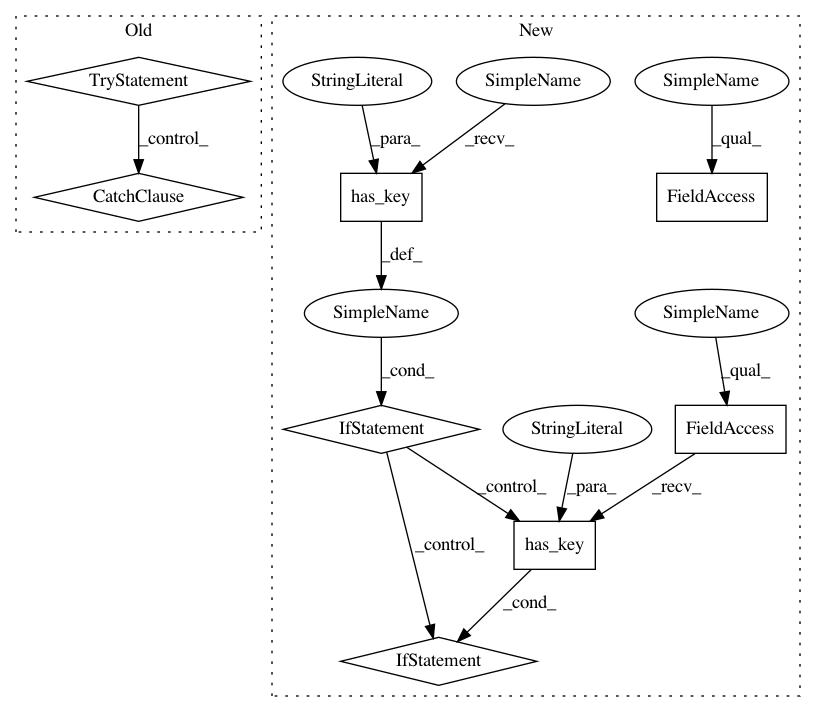 Old
New
TryStatement
StringLiteral
SimpleName
SimpleName
_control_
_para_
_recv_
_qual_
CatchClause
has_key
FieldAccess
_def_
SimpleName
SimpleName
_cond_
_qual_
IfStatement
StringLiteral
FieldAccess
_control_
_para_
_recv_
_control_
has_key
_cond_
IfStatement